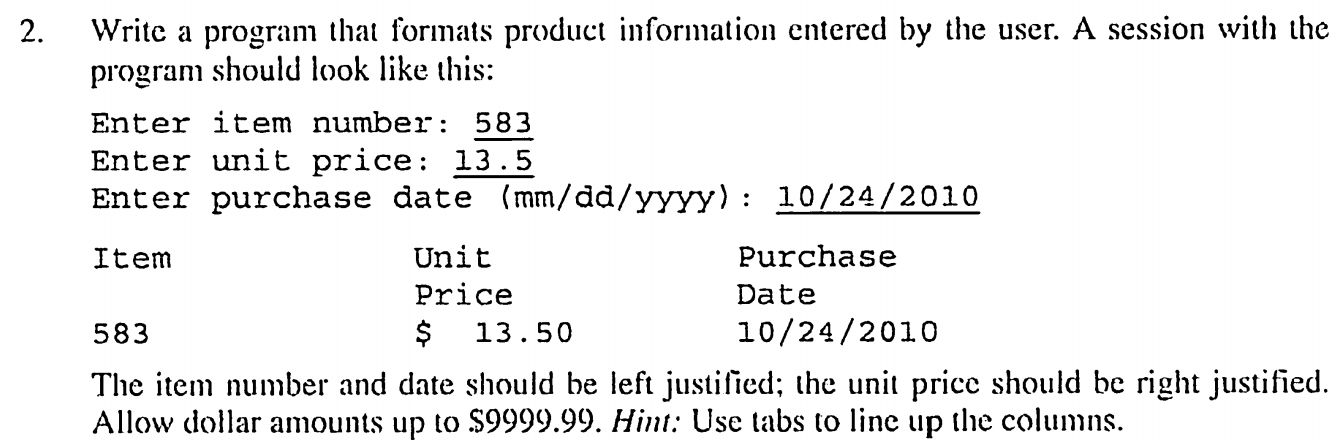 2. Write a program that formats product information entered by the user. A session with the
program should look like this:
Enter item number: 583
Enter unit price: 13.5
Enter purchase date (mm/dd/yyyy): 10/24/2010
Item Unit Purchase
Price Date
583 $ 13.50 10/24/2010
The item number and date should be left justified; the unit price should be right justified.
Allow dollar amounts up to $9999.99. Hint: Use tabs to line up the columns.